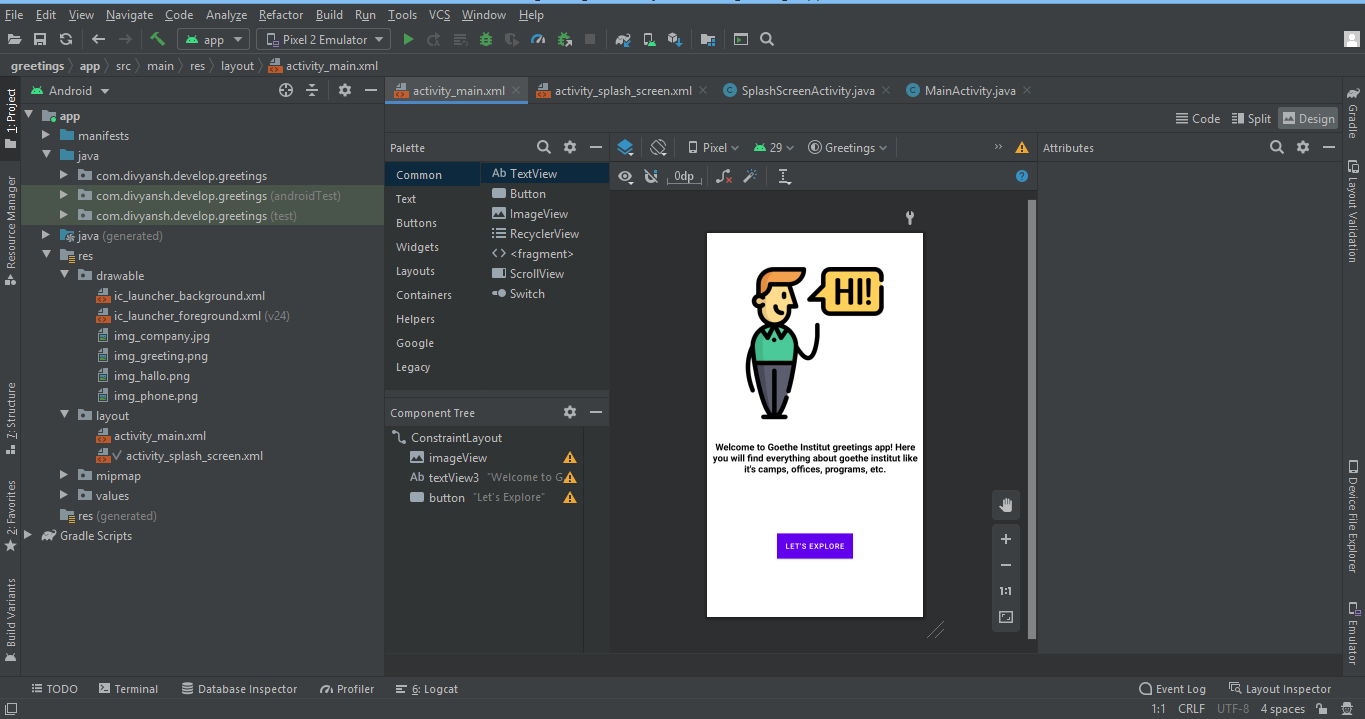 File Edit View Navigate Code Analyze Refactor Build Run Tools VCS Window Help
app Pixel 2 Emulator
greetings app src main res layout activity_main.xml
1: Project
Resource Manager
7: Structure
2: Favorites
Build Variants
Android
app
manifests
java
com.divyansh.develop.greetings
com.divyansh.develop.greetings (androidTest)
com.divyansh.develop.greetings (test)
java (generated)
res
drawable
ic_launcher_background.xml
ic_launcher_foreground.xml (v24)
img_company.jpg
img_greeting.png
img_hallo.png
img_phone.png
layout
activity_main.xml
activity_splash_screen.xml
mipmap
values
res (generated)
Gradle Scripts
activity_main.xml activity_splash_screen.xml SplashScreenActivity.java MainActivity.java
Code Split Design
Palette
Common
Text
Buttons
Widgets
Layouts
Containers
Helpers
Google
Legacy
Ab TextView
Button
ImageView
RecyclerView
<fragment>
ScrollView
Switch
Component Tree
ConstraintLayout
imageView
Ab textView3 "Welcome to G
button "Let's Explore"
Pixel 29 Greetings
0dp
HI!
Welcome to Goethe Institut greetings app! Here
you will find everything about goethe institut like
it's camps, offices, programs, etc.
LET'S EXPLORE
1:1
Attributes
Gradle
Layout Validation
Device File Explorer
Emulator
TODO Terminal Database Inspector Profiler 6: Logcat Event Log Layout Inspector
1:1 CRLF UTF-8 4 spaces